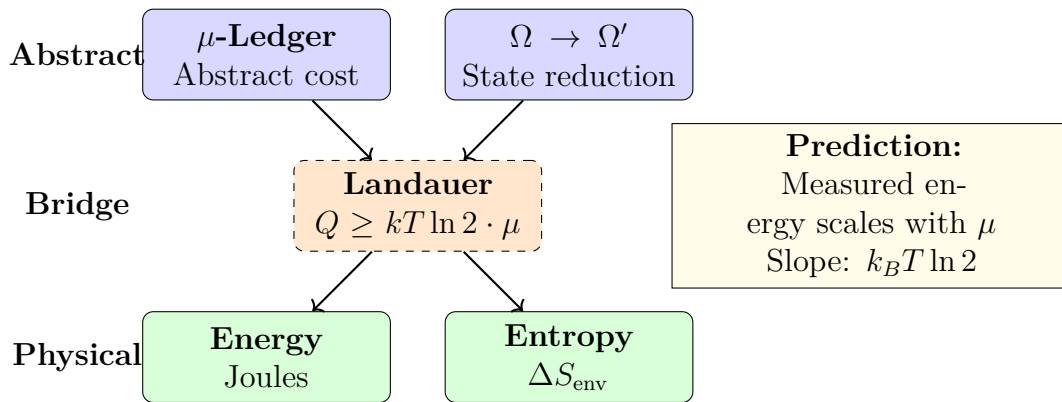 Abstract
μ-Ledger
Abstract cost
Ω → Ω′
State reduction
Bridge
Landauer
Q ≥ kT ln 2 · μ
Prediction:
Measured en-
ergy scales with μ
Slope: k_B T ln 2
Physical
Energy
Joules
Entropy
ΔS_env